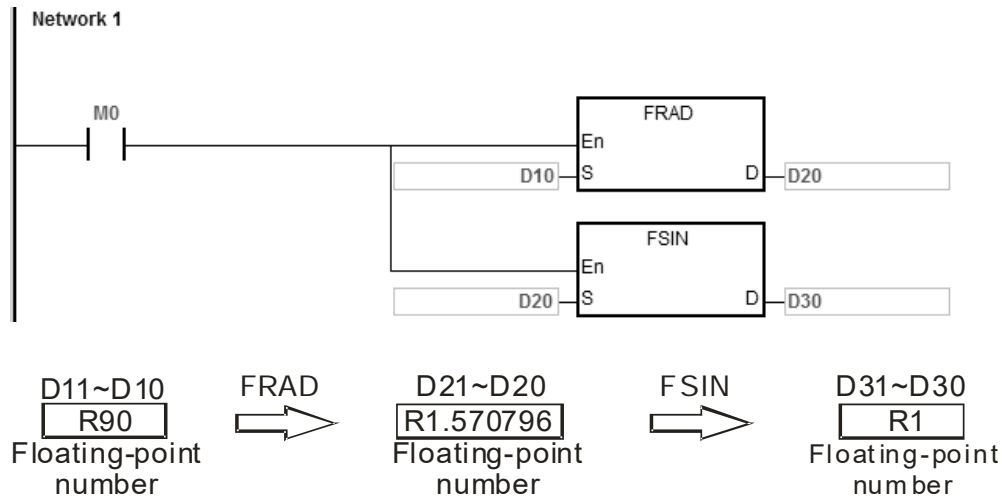 Network 1
M0
FRAD
En
D10 S D D20
FSIN
En
D20 S D D30
D11~D10 FRAD D21~D20 FSIN D31~D30
R90 R1.570796 R1
Floating-point Floating-point Floating-point
number number number